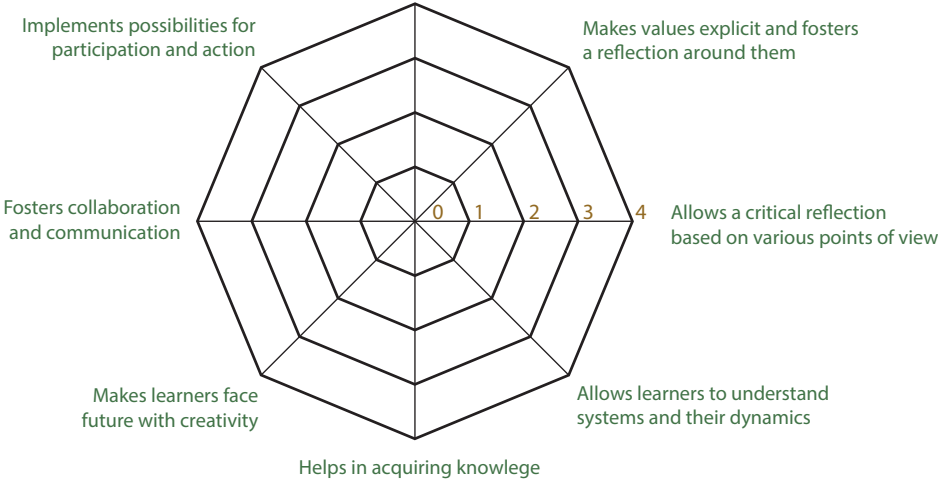 Implements possibilities for
participation and action
Makes values explicit and fosters
a reflection around them
Fosters collaboration
and communication
0 1 2 3 4
Allows a critical reflection
based on various points of view
Makes learners face
future with creativity
Allows learners to understand
systems and their dynamics
Helps in acquiring knowlege